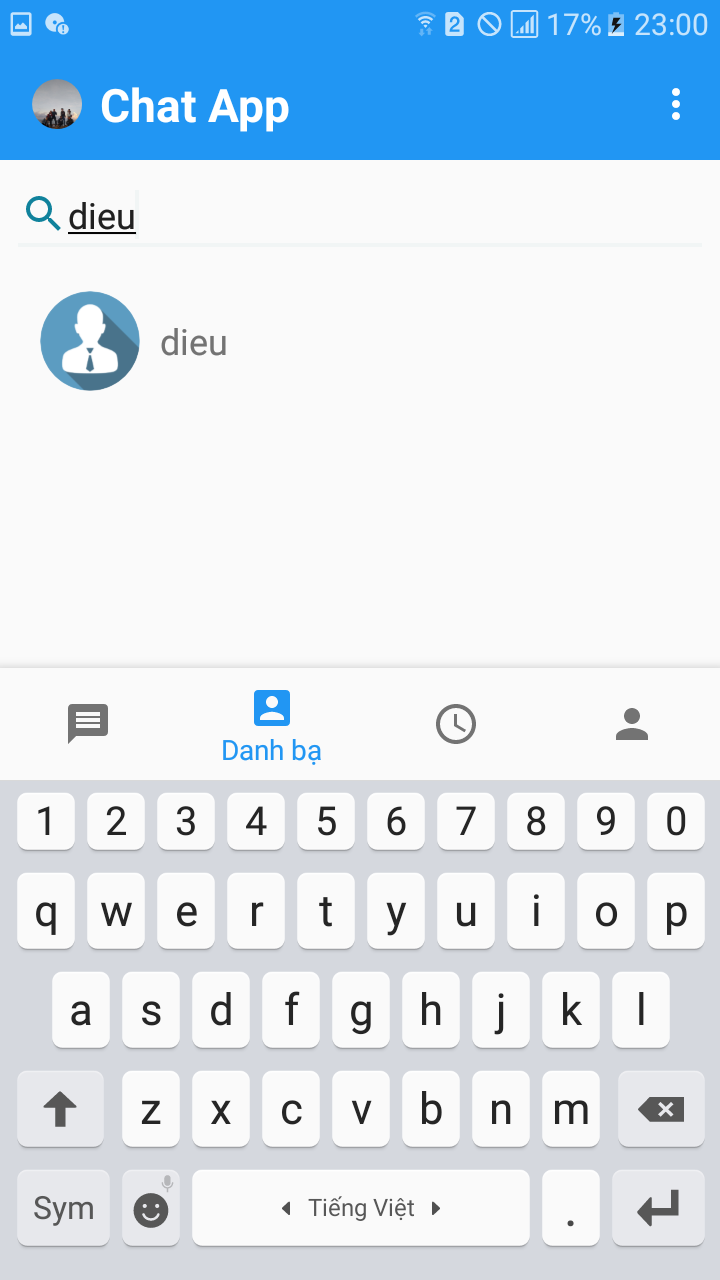 2 17% 23:00
Chat App
dieu
dieu
Danh bạ
1 2 3 4 5 6 7 8 9 0
q w e r t y u i o p
a s d f g h j k l
z x c v b n m
Sym Tiếng Việt .